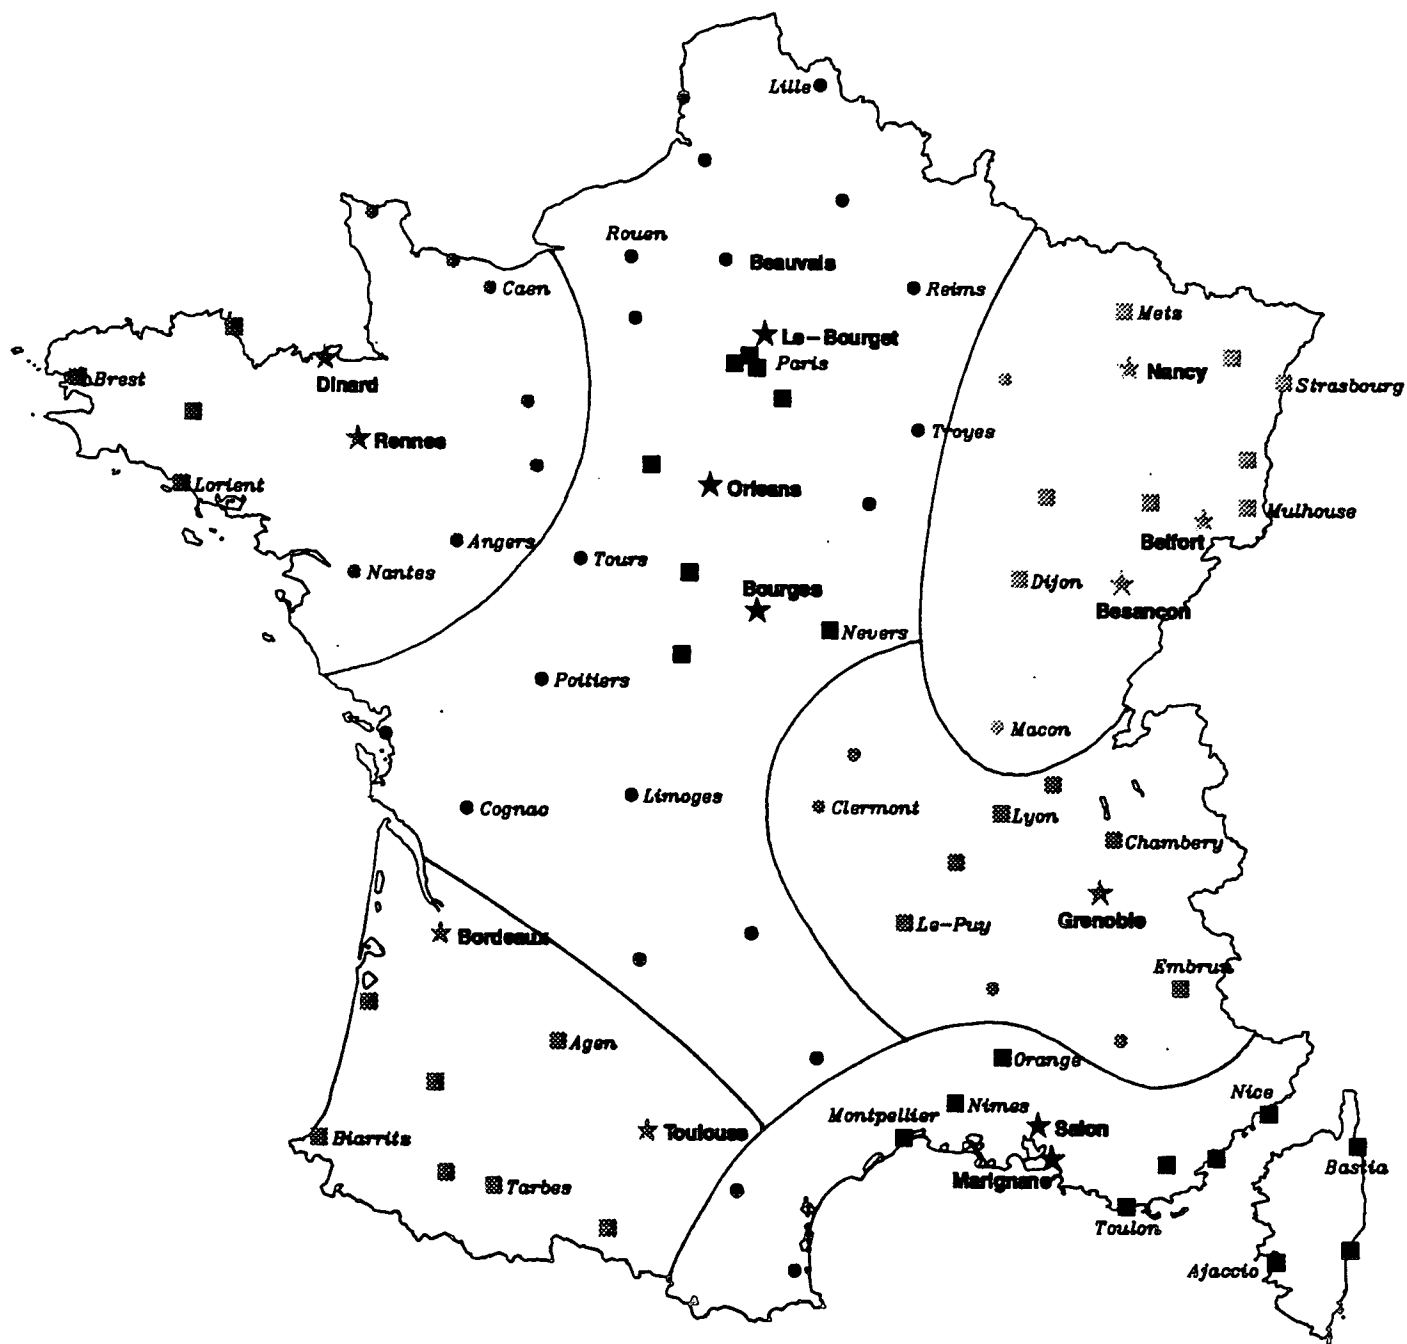 Lille
Rouen
Beauvais
Caen
Reims
Metz
Le-Bourget
Paris
Nancy
Brest
Dinard
Strasbourg
Rennes
Troyes
Lorient
Orleans
Mulhouse
Belfort
Angers
Tours
Nantes
Dijon
Bourges
Besançon
Nevers
Poitiers
Macon
Limoges
Cognac
Clermont
Lyon
Chambery
Grenoble
Le-Puy
Bordeaux
Embrun
Agen
Orange
Nice
Nimes
Montpellier
Salon
Toulouse
Biarritz
Bastia
Marignane
Tarbes
Toulon
Ajaccio